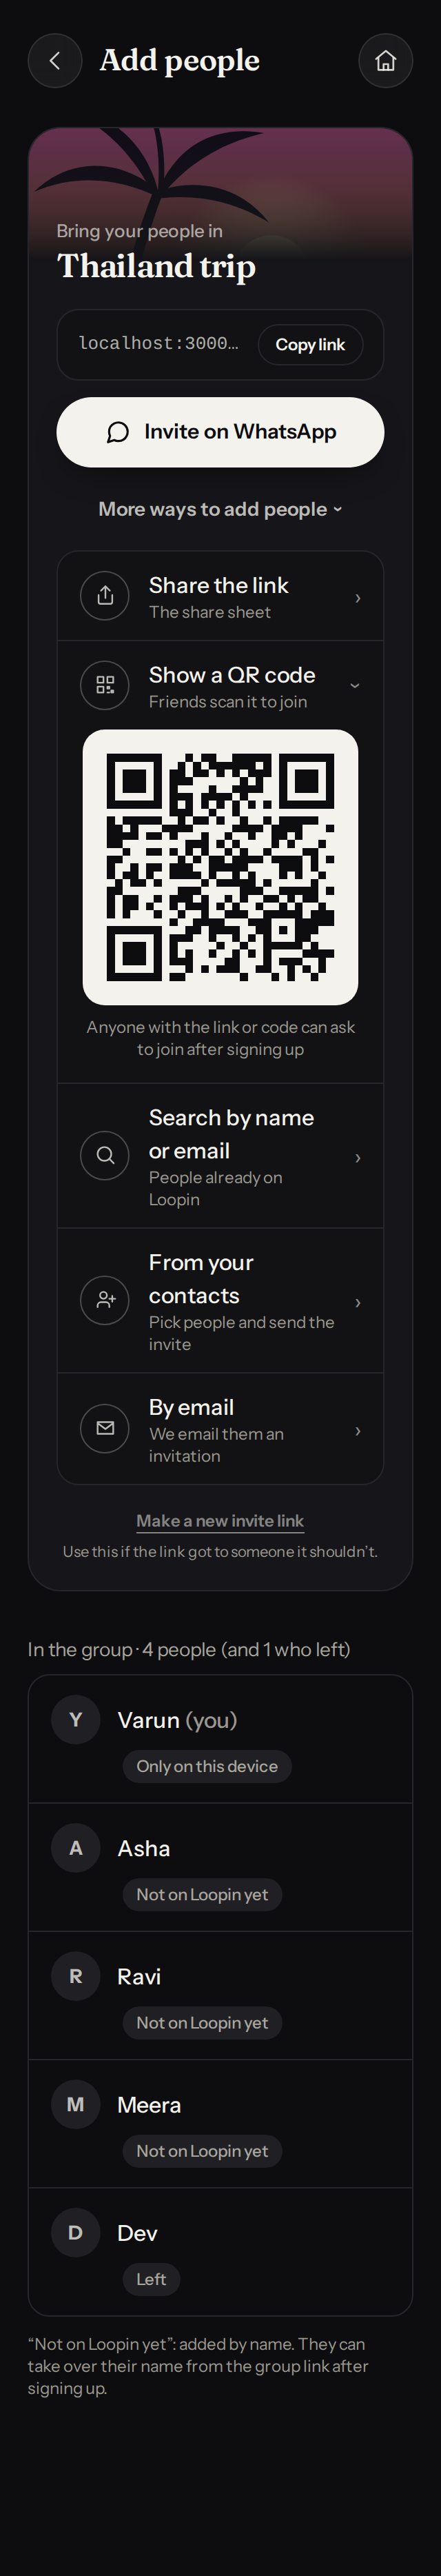 Add people
Bring your people in
Thailand trip
localhost:3000…
Copy link
Invite on WhatsApp
More ways to add people
Share the link
The share sheet
Show a QR code
Friends scan it to join
Anyone with the link or code can ask
to join after signing up
Search by name
or email
People already on
Loopin
From your
contacts
Pick people and send the
invite
By email
We email them an
invitation
Make a new invite link
Use this if the link got to someone it shouldn’t.
In the group · 4 people (and 1 who left)
Y
Varun (you)
Only on this device
A
Asha
Not on Loopin yet
R
Ravi
Not on Loopin yet
M
Meera
Not on Loopin yet
D
Dev
Left
“Not on Loopin yet”: added by name. They can
take over their name from the group link after
signing up.